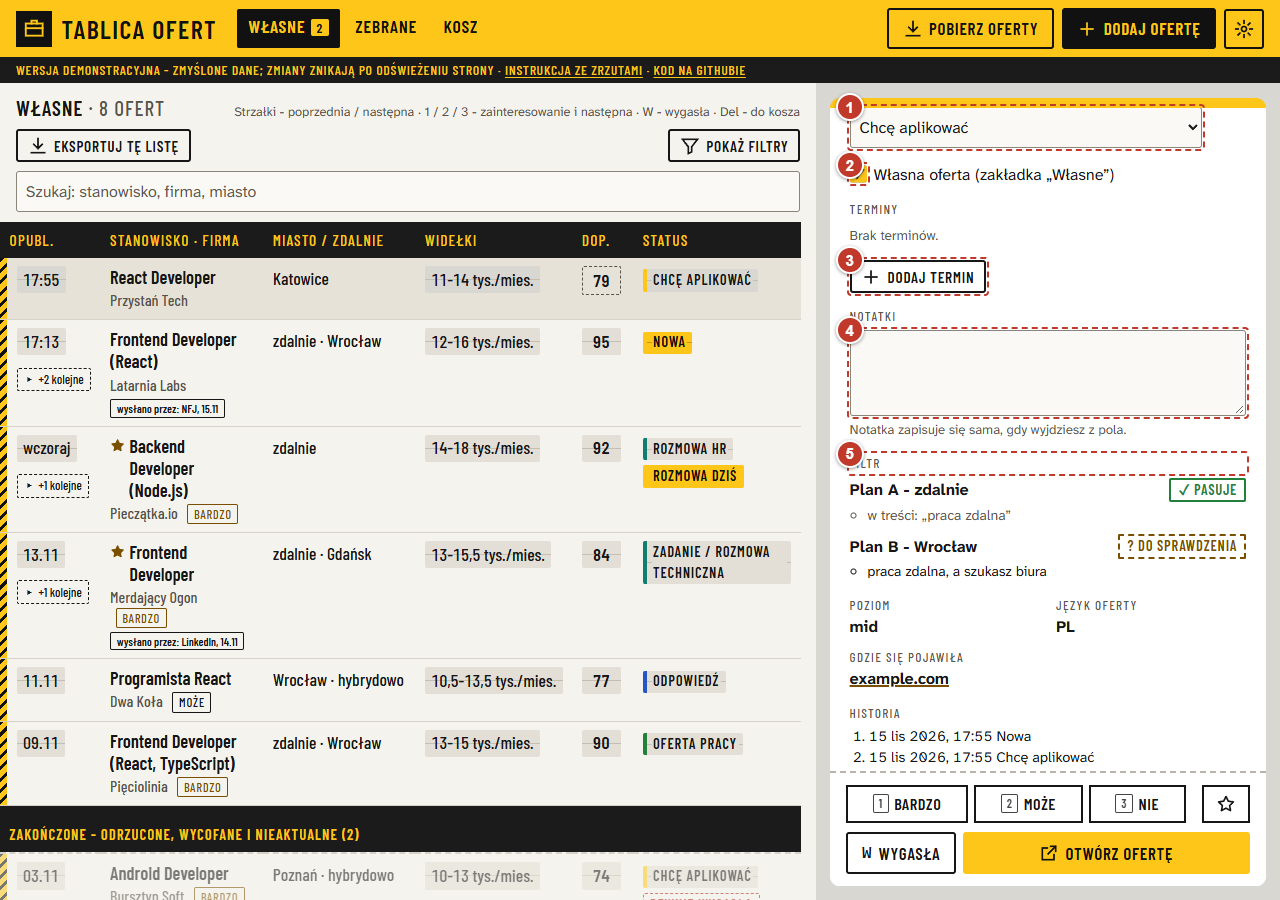 TABLICA OFERT
WŁASNE 2
ZEBRANE
KOSZ
POBIERZ OFERTY
DODAJ OFERTĘ
WERSJA DEMONSTRACYJNA - ZMYŚLONE DANE; ZMIANY ZNIKAJĄ PO ODŚWIEŻENIU STRONY · INSTRUKCJA ZE ZRZUTAMI · KOD NA GITHUBIE
WŁASNE · 8 OFERT
Strzałki - poprzednia / następna · 1 / 2 / 3 - zainteresowanie i następna · W - wygasła · Del - do kosza
EKSPORTUJ TĘ LISTĘ
POKAŻ FILTRY
Szukaj: stanowisko, firma, miasto
OPUBL. STANOWISKO · FIRMA MIASTO / ZDALNIE WIDEŁKI DOP. STATUS
17:55 React Developer Katowice 11-14 tys./mies. 79 CHCĘ APLIKOWAĆ
Przystań Tech
17:13 Frontend Developer zdalnie · Wrocław 12-16 tys./mies. 95 NOWA
(React)
+2 kolejne
Latarnia Labs
wysłano przez: NFJ, 15.11
wczoraj Backend zdalnie 14-18 tys./mies. 92 ROZMOWA HR
Developer ROZMOWA DZIŚ
+1 kolejne
(Node.js)
Pieczątka.io BARDZO
13.11 Frontend zdalnie · Gdańsk 13-15,5 tys./mies. 84 ZADANIE / ROZMOWA
Developer TECHNICZNA
+1 kolejne
Merdający Ogon
BARDZO
wysłano przez: LinkedIn, 14.11
11.11 Programista React Wrocław · hybrydowo 10,5-13,5 tys./mies. 77 ODPOWIEDŹ
Dwa Koła MOŻE
09.11 Frontend Developer zdalnie · Wrocław 13-15 tys./mies. 90 OFERTA PRACY
(React, TypeScript)
Pięciolinia BARDZO
ZAKOŃCZONE - ODRZUCONE, WYCOFANE I NIEAKTUALNE (2)
03.11 Android Developer Poznań · hybrydowo 10-13 tys./mies. 74 CHCĘ APLIKOWAĆ
Bursztyn Soft BARDZO
1
Chcę aplikować
2
Własna oferta (zakładka „Własne”)
TERMINY
Brak terminów.
3
DODAJ TERMIN
NOTATKI
4
Notatka zapisuje się sama, gdy wyjdziesz z pola.
5
Plan A - zdalnie PASUJE
w treści: „praca zdalna”
Plan B - Wrocław ? DO SPRAWDZENIA
praca zdalna, a szukasz biura
POZIOM JĘZYK OFERTY
mid PL
GDZIE SIĘ POJAWIŁA
example.com
HISTORIA
1. 15 lis 2026, 17:55 Nowa
2. 15 lis 2026, 17:55 Chcę aplikować
1 BARDZO
2 MOŻE
3 NIE
W WYGASŁA
OTWÓRZ OFERTĘ